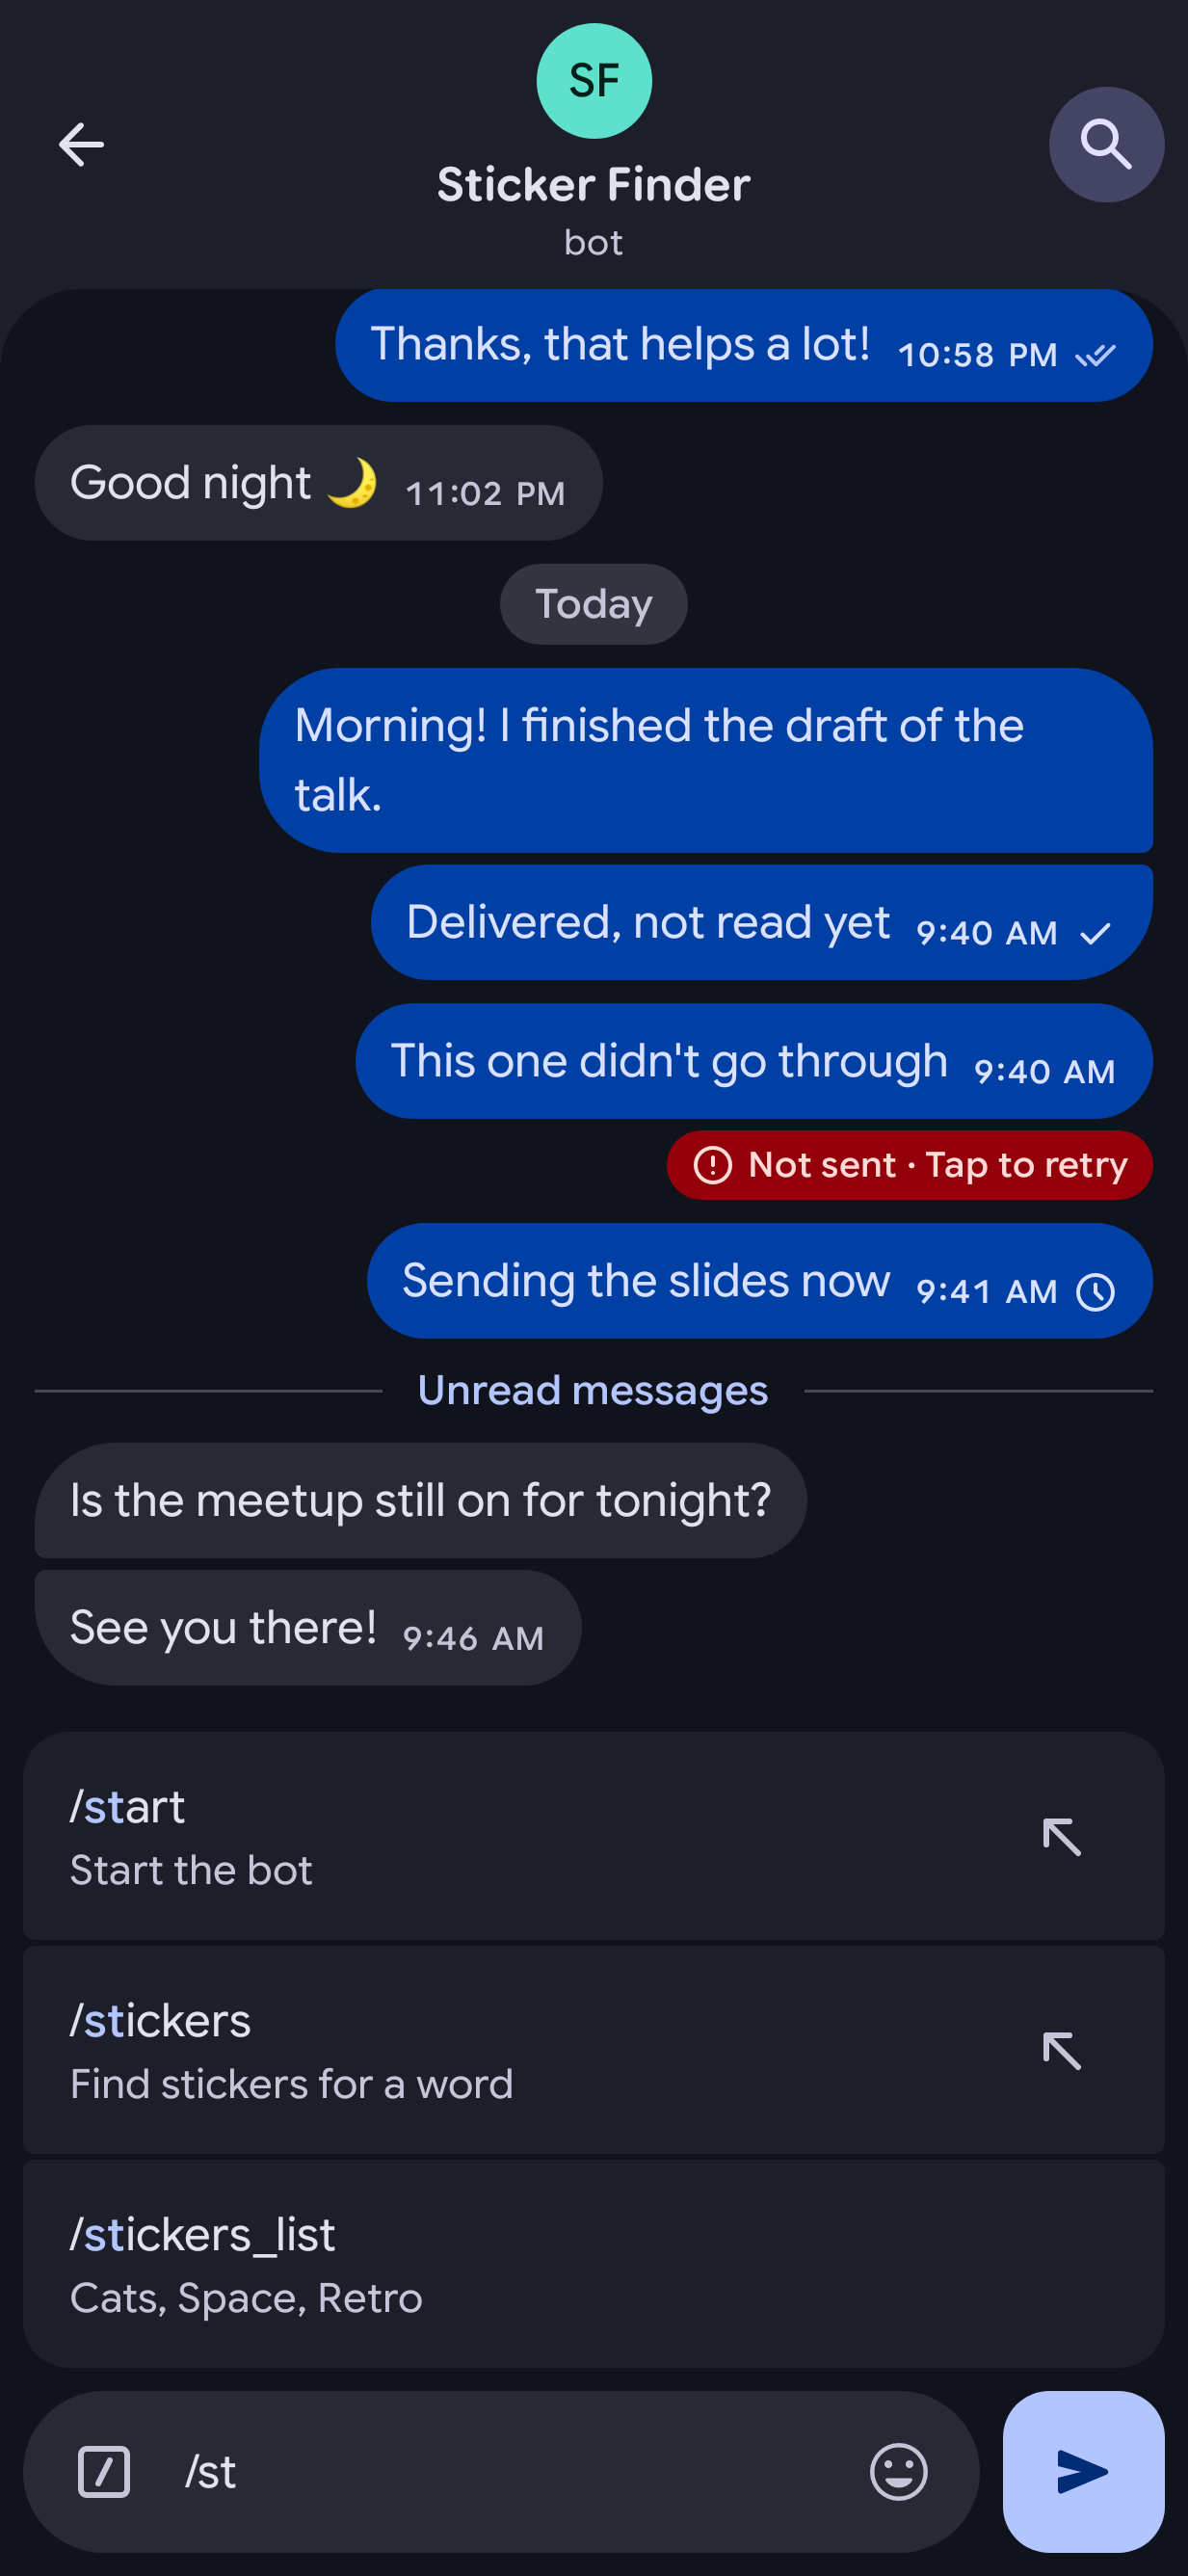 SF
Sticker Finder
bot
Thanks, that helps a lot! 10:58 PM
Good night 🌙 11:02 PM
Today
Morning! I finished the draft of the
talk.
Delivered, not read yet 9:40 AM
This one didn't go through 9:40 AM
Not sent · Tap to retry
Sending the slides now 9:41 AM
Unread messages
Is the meetup still on for tonight?
See you there! 9:46 AM
/start
Start the bot
/stickers
Find stickers for a word
/stickers_list
Cats, Space, Retro
/st